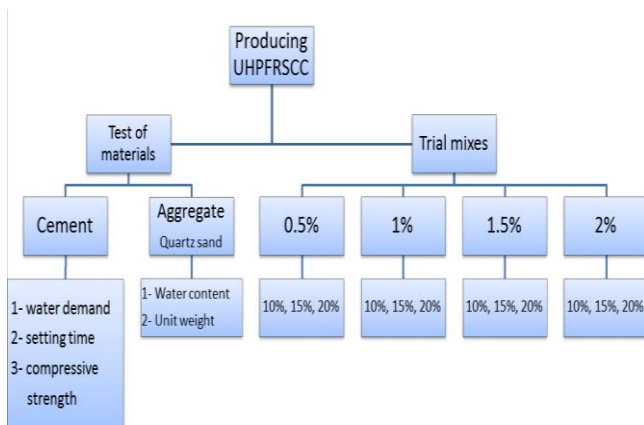 Producing
UHPFRSCC
Test of
materials
Trial mixes
Cement
Aggregate
Quartz sand
0.5%
1%
1.5%
2%
1- water demand
2- setting time
3- compressive
strength
1- Water content
2- Unit weight
10%, 15%, 20%
10%, 15%, 20%
10%, 15%, 20%
10%, 15%, 20%